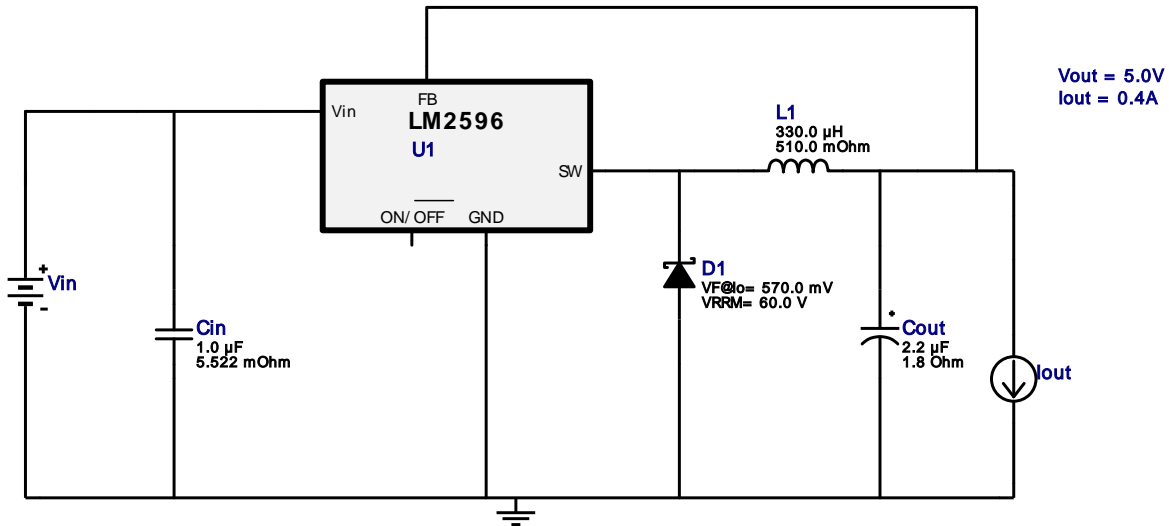 Vout = 5.0V
Iout = 0.4A
FB
Vin
LM2596
U1
SW
ON/ OFF
GND
L1
330.0 µH
510.0 mOhm
+
Vin
-
Cin
1.0 µF
5.522 mOhm
D1
VF@Io= 570.0 mV
VRRM= 60.0 V
+
Cout
2.2 µF
1.8 Ohm
Iout